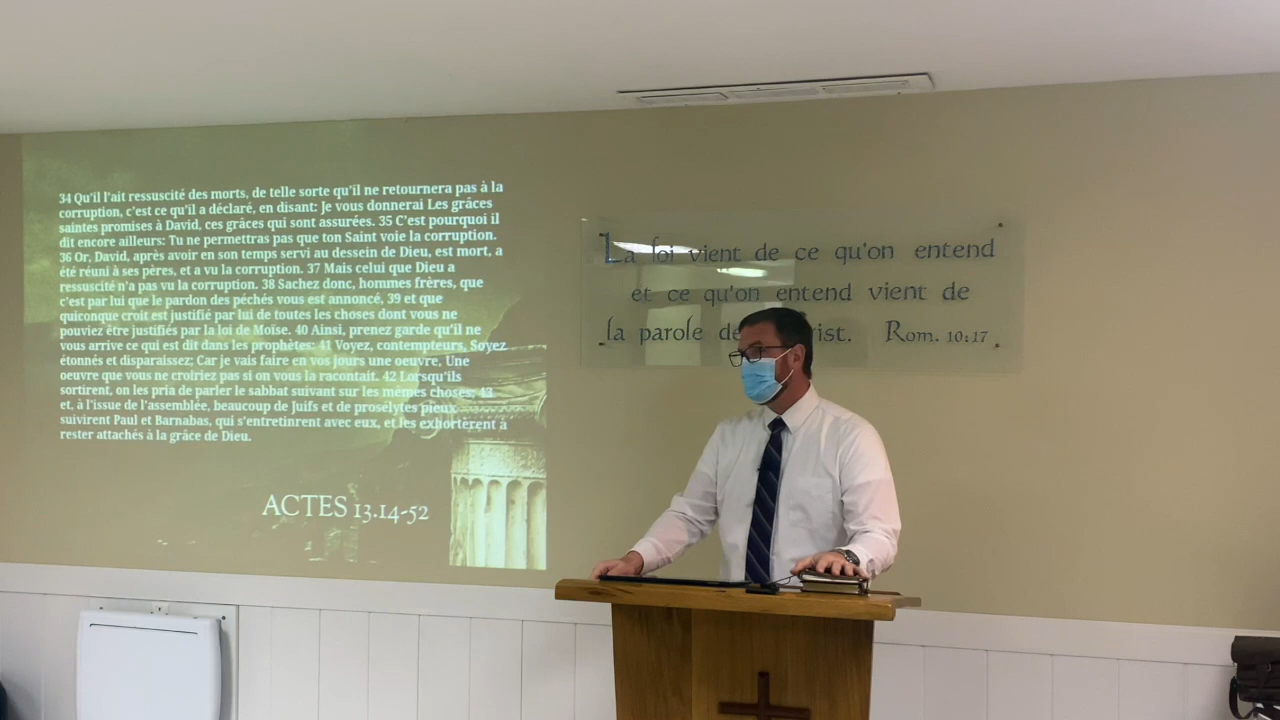 34 Qu'il l'ait ressuscité des morts, de telle sorte qu'il ne retournera pas à la
corruption, c'est ce qu'il a déclaré, en disant: Je vous donnerai Les grâces
saintes promises à David, ces grâces qui sont assurées. 35 C'est pourquoi il
dit encore ailleurs: Tu ne permettras pas que ton Saint voie la corruption.
36 Or, David, après avoir en son temps servi au dessein de Dieu, est mort, a
été réuni à ses pères, et a vu la corruption. 37 Mais celui que Dieu a
ressuscité n'a pas vu la corruption. 38 Sachez donc, hommes frères, que
c'est par lui que le pardon des péchés vous est annoncé, 39 et que
quiconque croit est justifié par lui de toutes les choses dont vous ne
pouviez être justifiés par la loi de Moïse. 40 Ainsi, prenez garde qu'il ne
vous arrive ce qui est dit dans les prophètes: 41 Voyez, contempteurs, Soyez
étonnés et disparaissez; Car je vais faire en vos jours une oeuvre, Une
oeuvre que vous ne croiriez pas si on vous la racontait. 42 Lorsqu'ils
sortirent, on les pria de parler le sabbat suivant sur les mêmes choses; 43
et, à l'issue de l'assemblée, beaucoup de Juifs et de prosélytes pieux
suivirent Paul et Barnabas, qui s'entretinrent avec eux, et les exhortèrent à
rester attachés à la grâce de Dieu.
ACTES 13.14-52
La foi vient de ce qu'on entend
et ce qu'on entend vient de
la parole de rist. Rom. 10:17